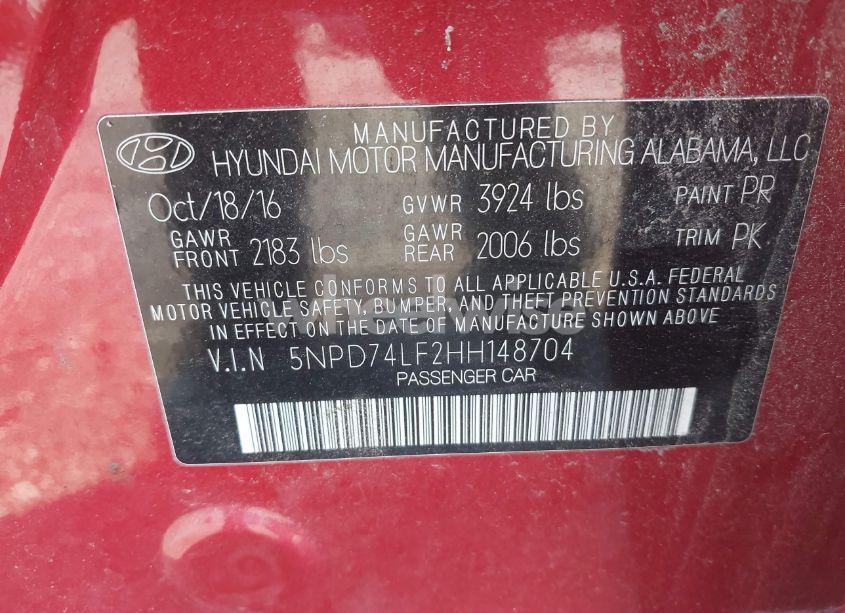 MANUFACTURED BY
HYUNDAI MOTOR MANUFACTURING ALABAMA, LLC
Oct/18/16 GVWR 3924 lbs PAINT PR
GAWR FRONT 2183 lbs GAWR REAR 2006 lbs TRIM PK
THIS VEHICLE CONFORMS TO ALL APPLICABLE U.S.A. FEDERAL
MOTOR VEHICLE SAFETY, BUMPER, AND THEFT PREVENTION STANDARDS
IN EFFECT ON THE DATE OF MANUFACTURE SHOWN ABOVE
V.I.N 5NPD74LF2HH148704
PASSENGER CAR